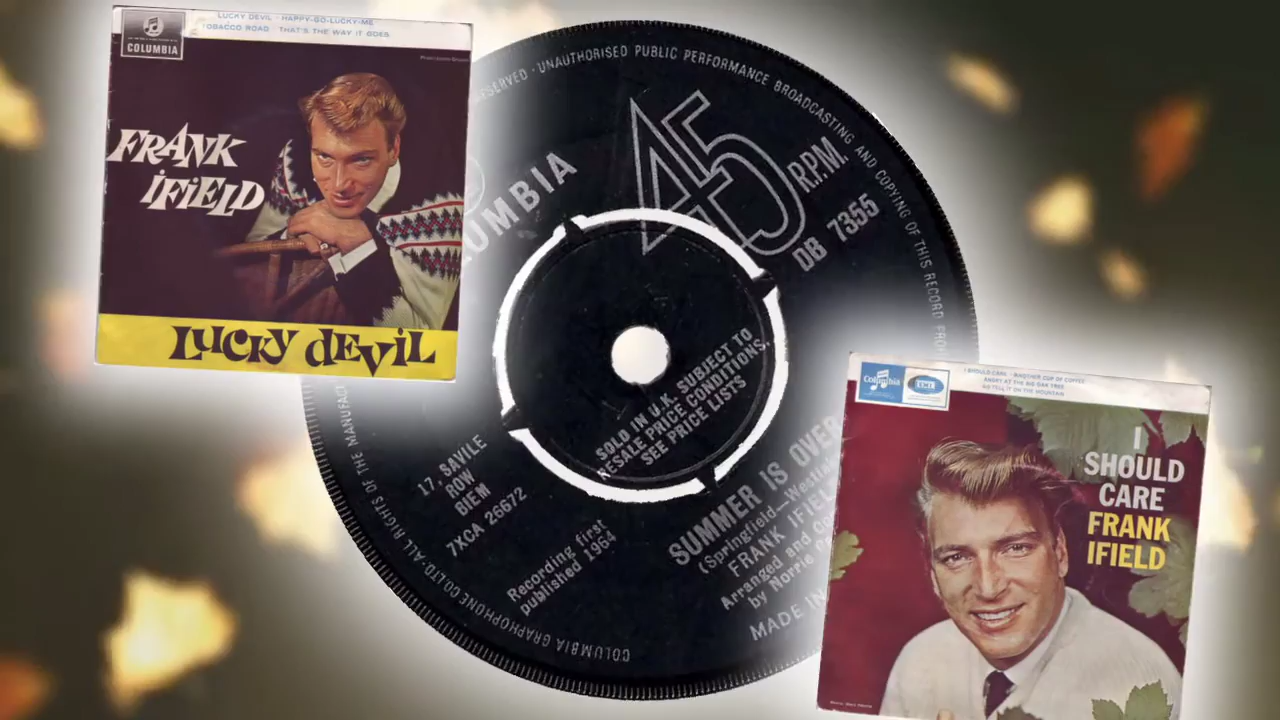 LUCKY DEVIL · HAPPY-GO-LUCKY-ME
TOBACCO ROAD · THAT'S THE WAY IT GOES
COLUMBIA
FRANK
IFIELD
LUCKY DEVIL
RESERVED · UNAUTHORISED PUBLIC PERFORMANCE BROADCASTING AND COPYING OF THIS RECORD
45
R.P.M.
DB 7355
SOLD IN U.K. SUBJECT TO
RESALE PRICE CONDITIONS,
SEE PRICE LISTS
17, SAVILE
ROW
BIEM
7XCA 26672
Recording first
published 1964
SUMMER IS OVER
(Springfield—
FRANK IFIELD
Arranged and
by Norrie
MADE IN
COLUMBIA GRAPHOPHONE CO LTD · ALL RIGHTS OF THE
Columbia
EMI
I SHOULD CARE · ANOTHER CUP OF COFFEE
ANGRY AT THE BIG OAK TREE
GO TELL IT ON THE MOUNTAIN
I
SHOULD
CARE
FRANK
IFIELD